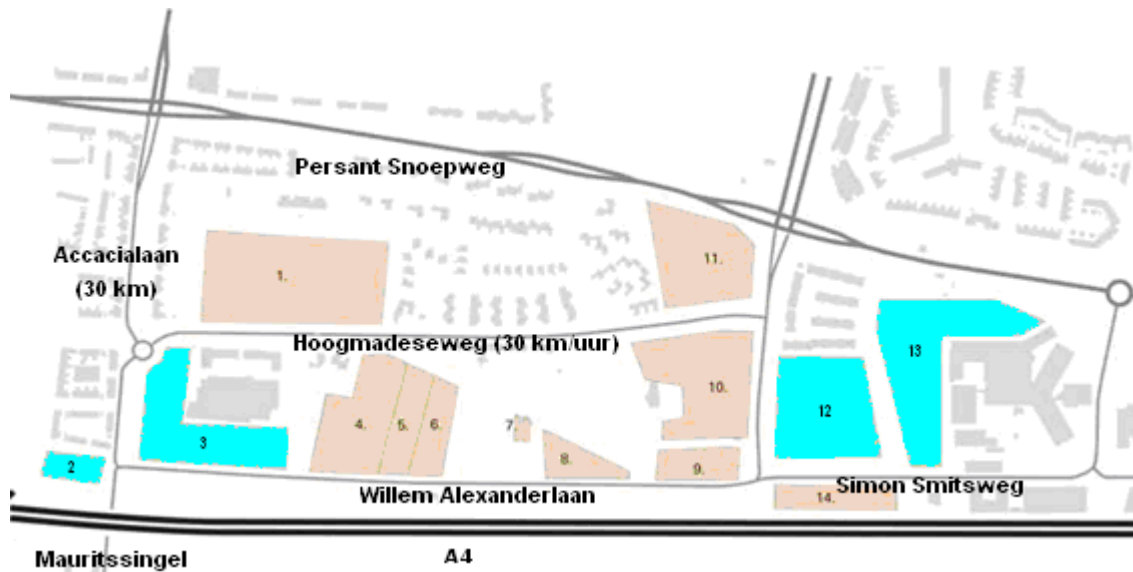 Persant Snoepweg
Accacialaan
(30 km)
1.
11.
Hoogmadeseweg (30 km/uur)
13
10.
12
4.
5.
6.
7.
3
8.
9.
2
Willem Alexanderlaan
Simon Smitsweg
14.
Mauritssingel
A4